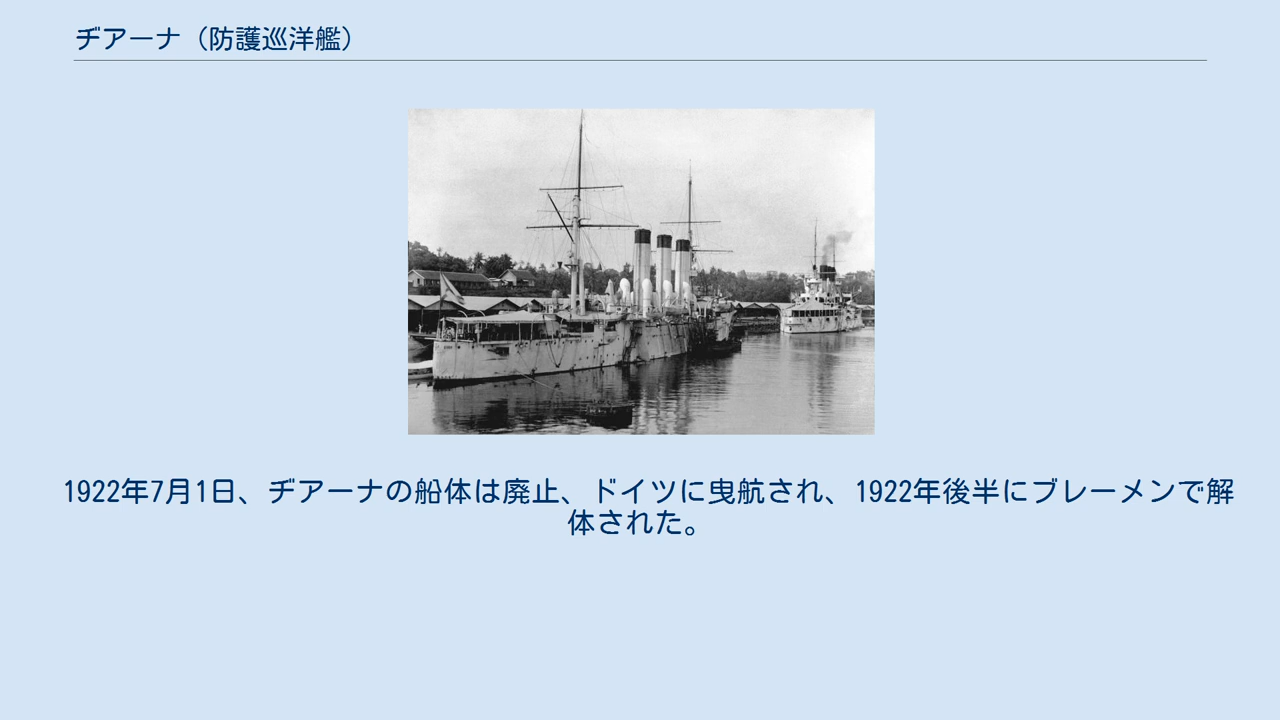 ヂアーナ（防護巡洋艦）
1922年7月1日、ヂアーナの船体は廃止、ドイツに曳航され、1922年後半にブレーメンで解
体された。